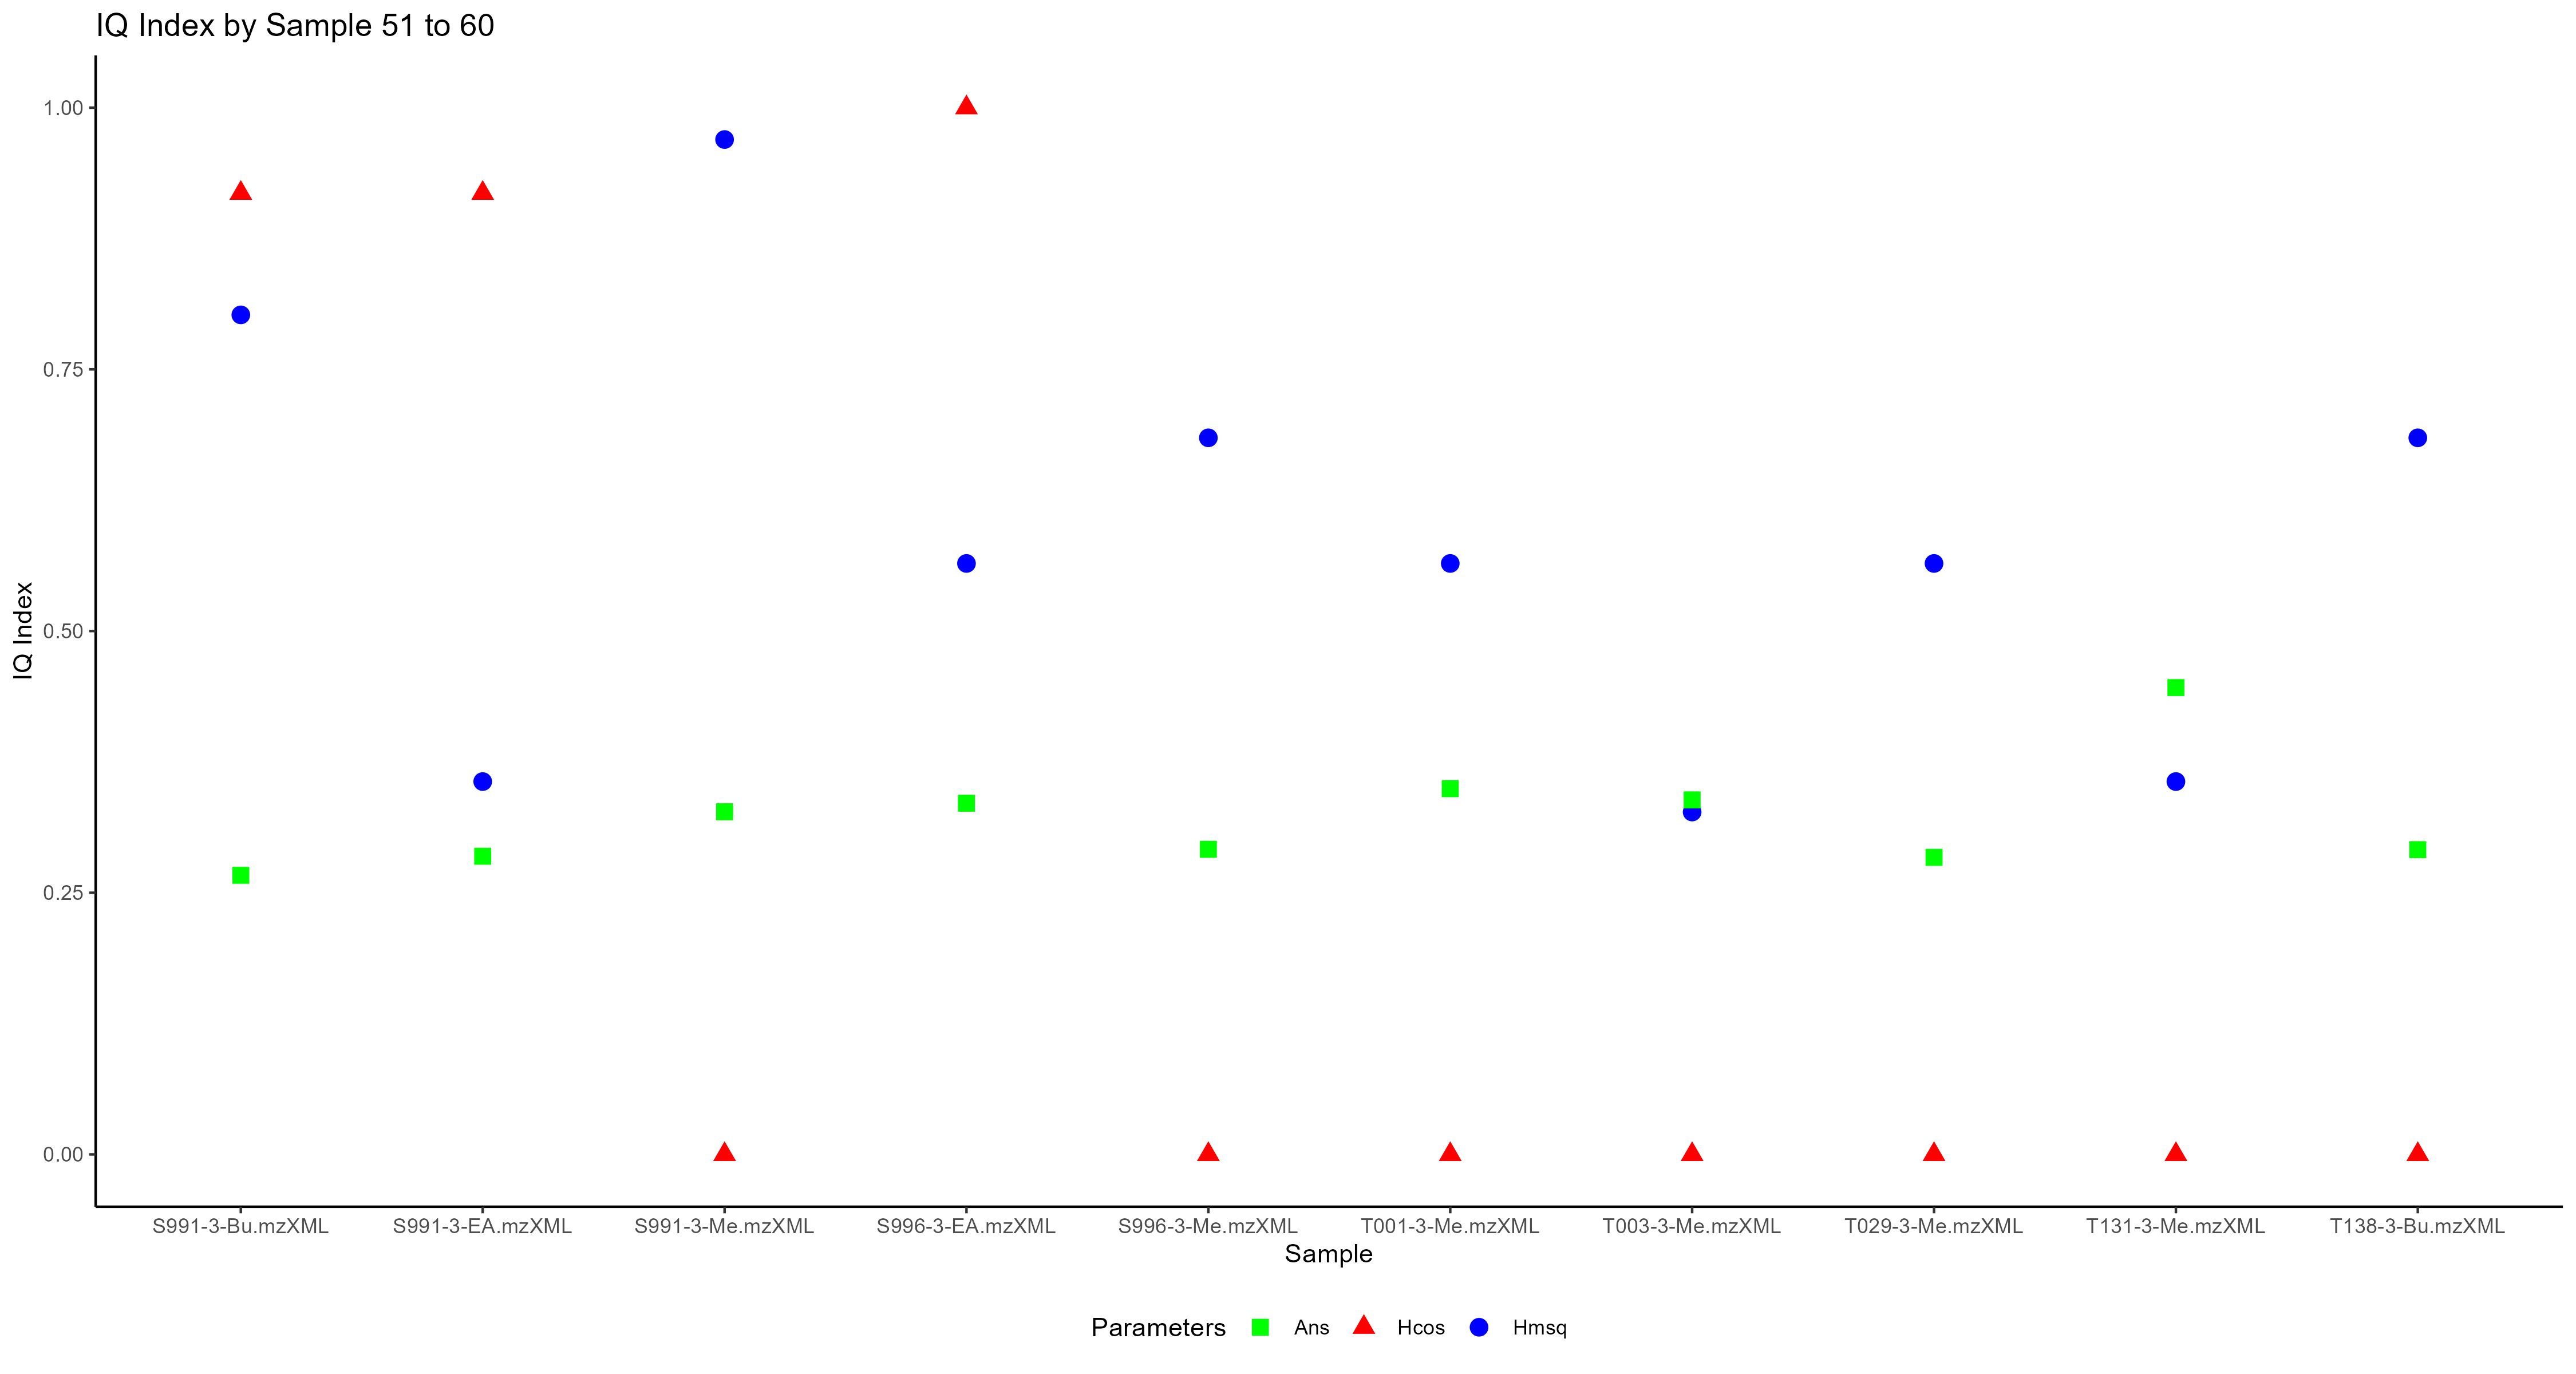 IQ Index by Sample 51 to 60
1.00
0.75
0.50
0.25
0.00
IQ Index
S991-3-Bu.mzXML S991-3-EA.mzXML S991-3-Me.mzXML S996-3-EA.mzXML S996-3-Me.mzXML T001-3-Me.mzXML T003-3-Me.mzXML T029-3-Me.mzXML T131-3-Me.mzXML T138-3-Bu.mzXML
Sample
Parameters Ans Hcos Hmsq